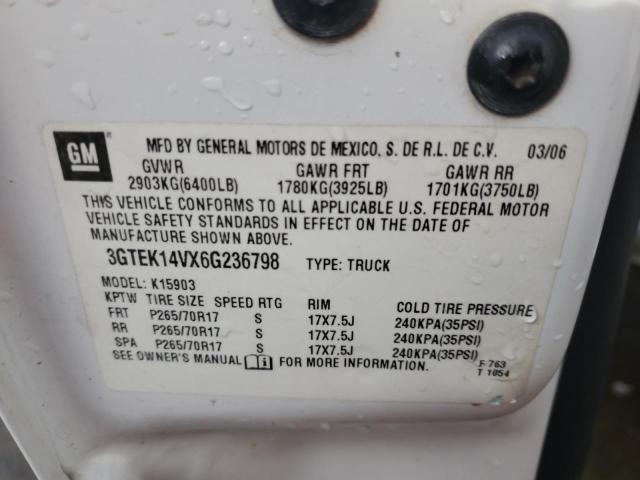 GM
MFD BY GENERAL MOTORS DE MEXICO, S. DE R.L. DE C.V. 03/06
GVWR GAWR FRT GAWR RR
2903KG(6400LB) 1780KG(3925LB) 1701KG(3750LB)
THIS VEHICLE CONFORMS TO ALL APPLICABLE U.S. FEDERAL MOTOR
VEHICLE SAFETY STANDARDS IN EFFECT ON THE DATE OF
MANUFACTURE SHOWN ABOVE.
3GTEK14VX6G236798 TYPE: TRUCK
MODEL: K15903
KPTW TIRE SIZE SPEED RTG RIM COLD TIRE PRESSURE
FRT P265/70R17 S 17X7.5J 240KPA(35PSI)
RR P265/70R17 S 17X7.5J 240KPA(35PSI)
SPA P265/70R17 S 17X7.5J 240KPA(35PSI)
SEE OWNER'S MANUAL FOR MORE INFORMATION. F 763
T 1054